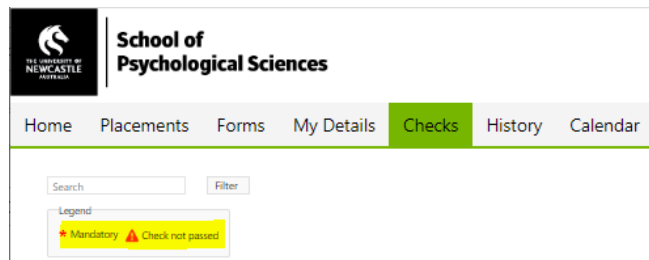 THE UNIVERSITY OF
NEWCASTLE
AUSTRALIA
School of
Psychological Sciences
Home Placements Forms My Details Checks History Calendar
Search Filter
Legend
* Mandatory Check not passed